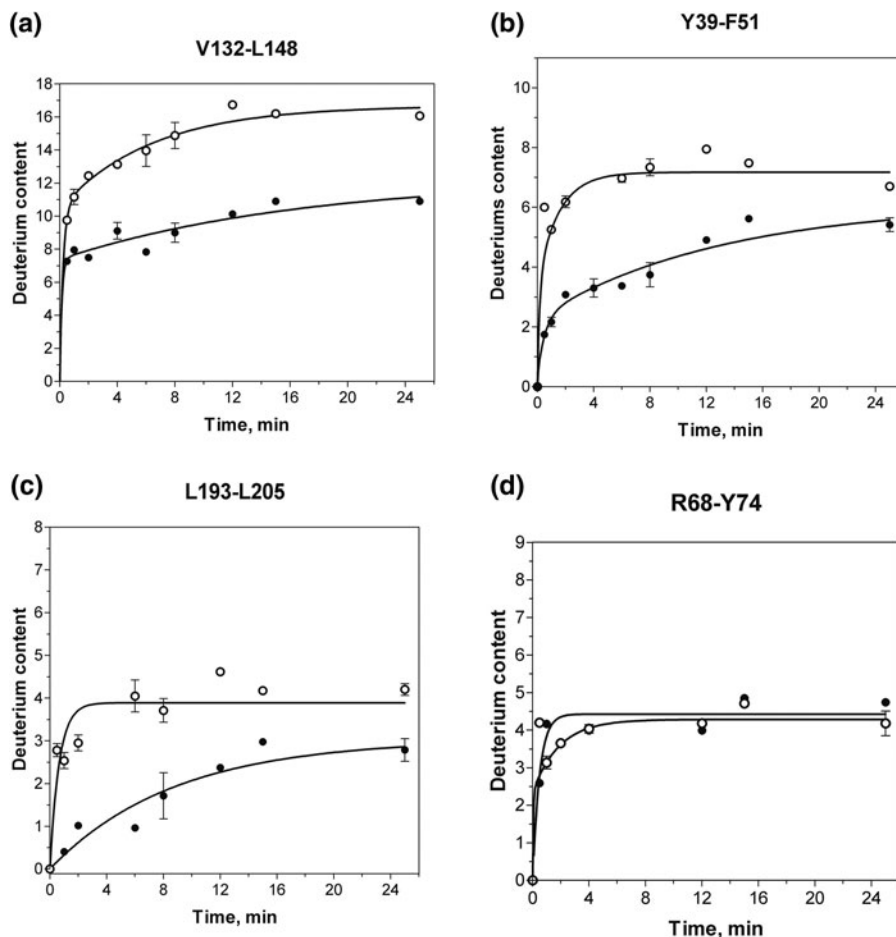 (a)
V132-L148
Deuterium content
18
16
14
12
10
8
6
4
2
0
0 4 8 12 16 20 24
Time, min
(b)
Y39-F51
Deuteriums content
10
8
6
4
2
0
0 4 8 12 16 20 24
Time, min
(c)
L193-L205
Deuterium content
8
7
6
5
4
3
2
1
0
0 4 8 12 16 20 24
Time, min
(d)
R68-Y74
Deuterium content
9
8
7
6
5
4
3
2
1
0
0 4 8 12 16 20 24
Time, min